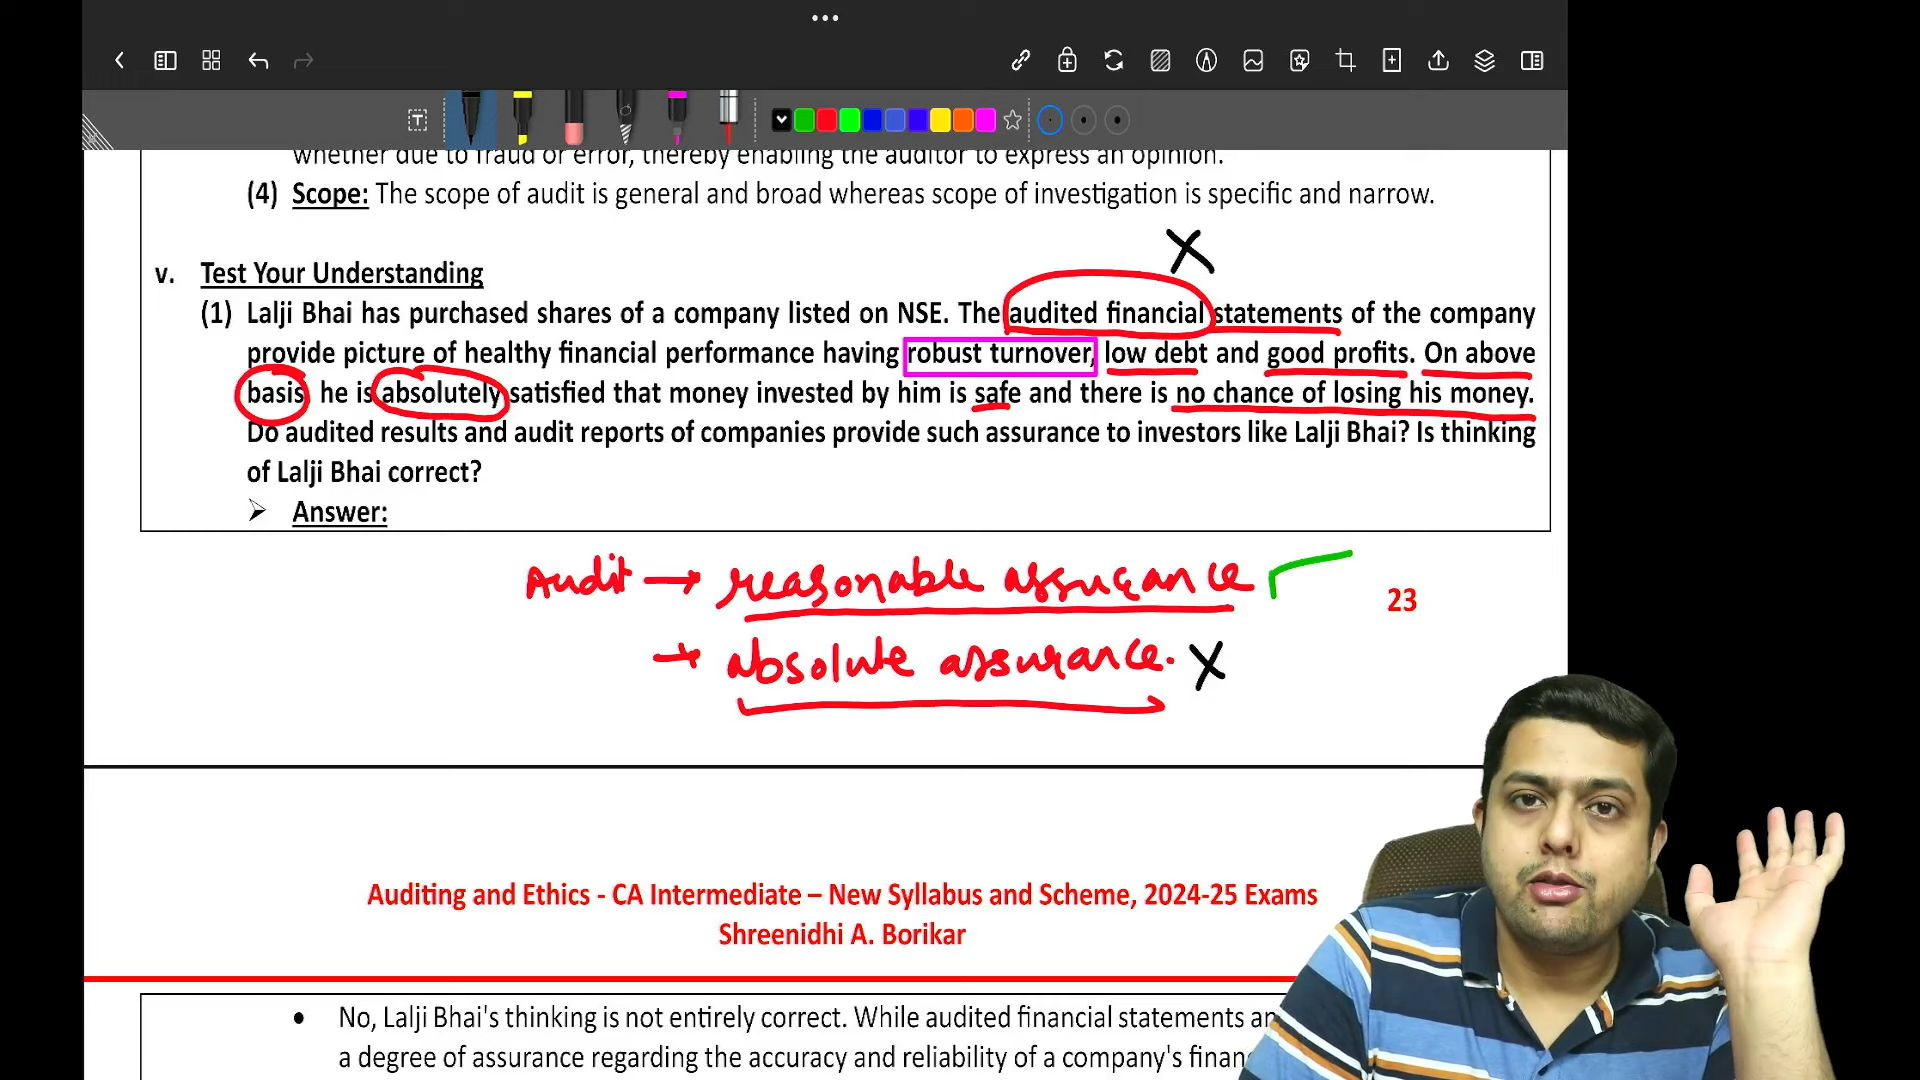 whether due to fraud or error, thereby enabling the auditor to express an opinion.
(4) Scope: The scope of audit is general and broad whereas scope of investigation is specific and narrow.
v. Test Your Understanding
(1) Lalji Bhai has purchased shares of a company listed on NSE. The audited financial statements of the company
provide picture of healthy financial performance having robust turnover, low debt and good profits. On above
basis he is absolutely satisfied that money invested by him is safe and there is no chance of losing his money.
Do audited results and audit reports of companies provide such assurance to investors like Lalji Bhai? Is thinking
of Lalji Bhai correct?
➢ Answer:
Audit → reasonable assurance
23
→ absolute assurance. X
Auditing and Ethics - CA Intermediate – New Syllabus and Scheme, 2024-25 Exams
Shreenidhi A. Borikar
• No, Lalji Bhai's thinking is not entirely correct. While audited financial statements
a degree of assurance regarding the accuracy and reliability of a company's